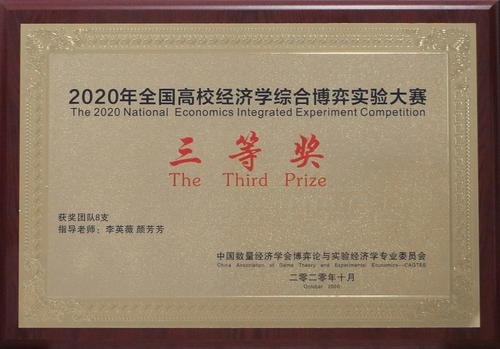 2020年全国高校经济学综合博弈实验大赛
The 2020 National Economics Integrated Experiment Competition
三等奖
The Third Prize
获奖团队8支
指导老师：李英薇 颜芳芳
中国数量经济学会博弈论与实验经济学专业委员会
China Association of Game Theory and Experimental Economics--CAGTEE
二〇二〇年十月
October 2020